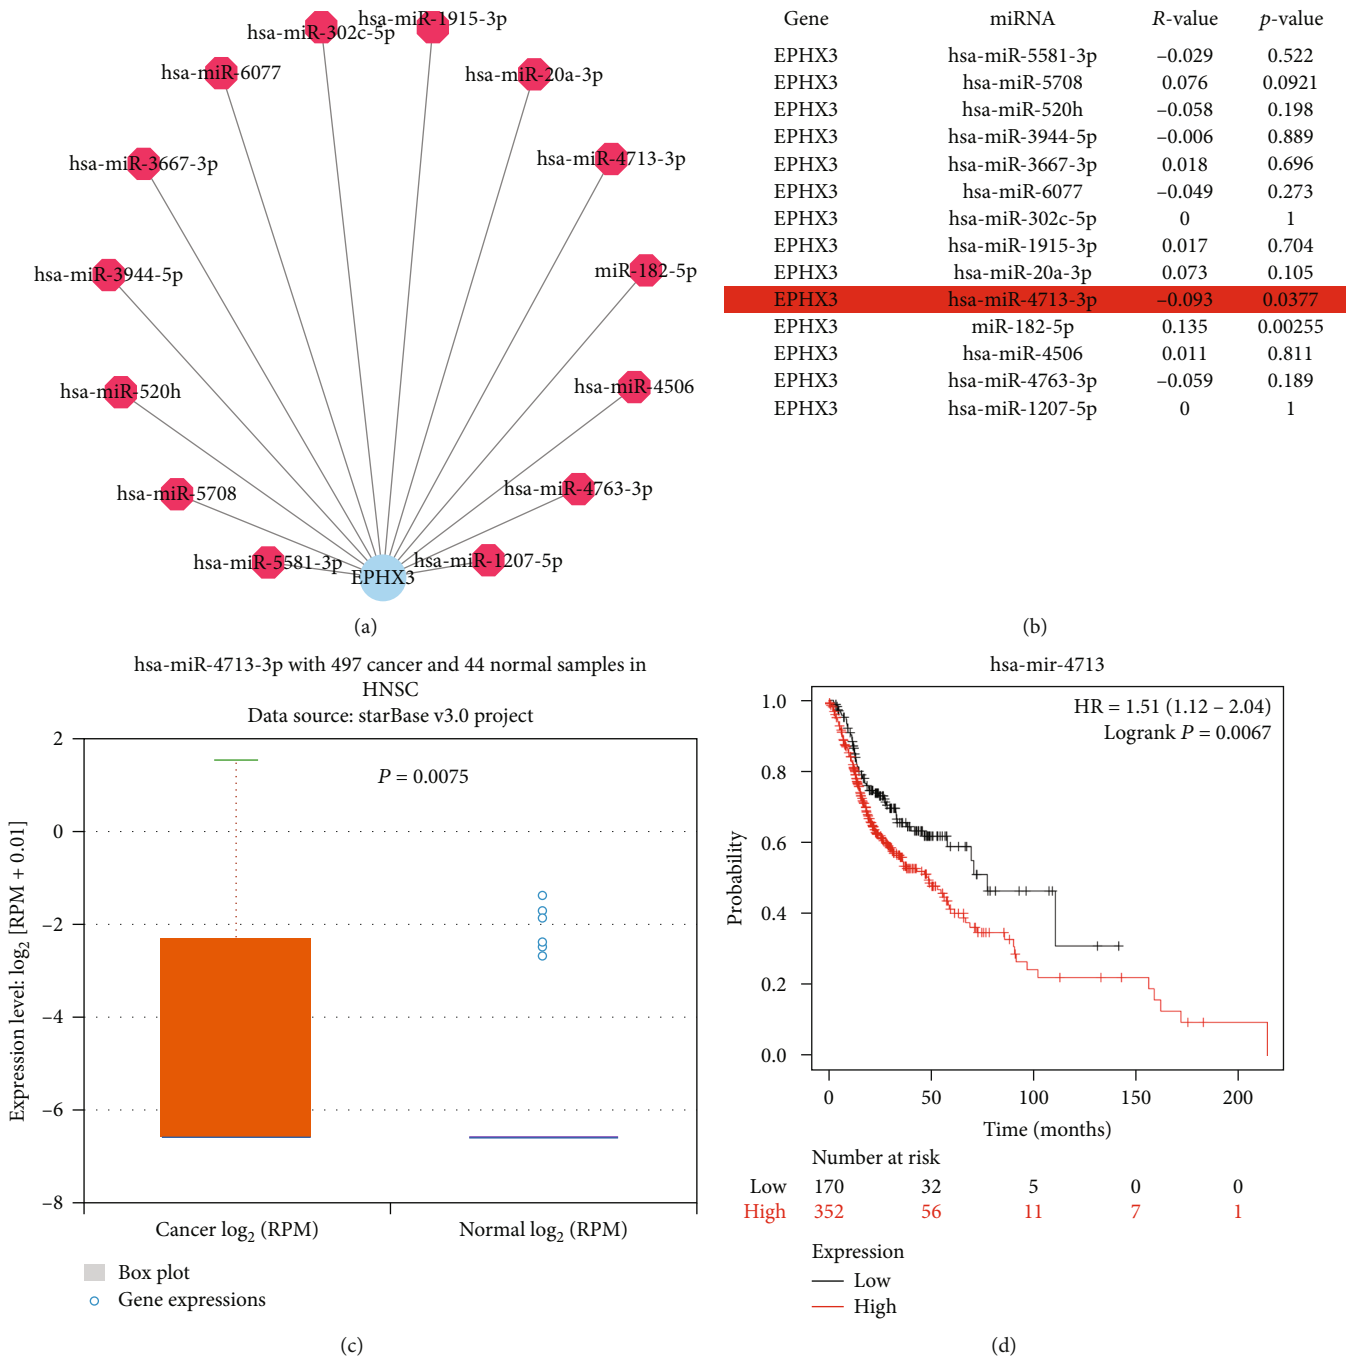 hsa-miR-1915-3p
hsa-miR-302c-5p
hsa-miR-6077
hsa-miR-20a-3p
hsa-miR-3667-3p
hsa-miR-4713-3p
hsa-miR-3944-5p
miR-182-5p
hsa-miR-520h
hsa-miR-4506
hsa-miR-5708
hsa-miR-4763-3p
hsa-miR-5581-3p
hsa-miR-1207-5p
EPHX3
(a)
Gene miRNA R-value p-value
EPHX3 hsa-miR-5581-3p –0.029 0.522
EPHX3 hsa-miR-5708 0.076 0.0921
EPHX3 hsa-miR-520h –0.058 0.198
EPHX3 hsa-miR-3944-5p –0.006 0.889
EPHX3 hsa-miR-3667-3p 0.018 0.696
EPHX3 hsa-miR-6077 –0.049 0.273
EPHX3 hsa-miR-302c-5p 0 1
EPHX3 hsa-miR-1915-3p 0.017 0.704
EPHX3 hsa-miR-20a-3p 0.073 0.105
EPHX3 hsa-miR-4713-3p –0.093 0.0377
EPHX3 miR-182-5p 0.135 0.00255
EPHX3 hsa-miR-4506 0.011 0.811
EPHX3 hsa-miR-4763-3p –0.059 0.189
EPHX3 hsa-miR-1207-5p 0 1
(b)
hsa-miR-4713-3p with 497 cancer and 44 normal samples in
HNSC
Data source: starBase v3.0 project
P = 0.0075
Expression level: log₂ [RPM + 0.01]
2
0
–2
–4
–6
–8
Cancer log₂ (RPM) Normal log₂ (RPM)
Box plot
Gene expressions
(c)
hsa-mir-4713
HR = 1.51 (1.12 – 2.04)
Logrank P = 0.0067
Probability
1.0
0.8
0.6
0.4
0.2
0.0
0 50 100 150 200
Time (months)
Number at risk
Low 170 32 5 0 0
High 352 56 11 7 1
Expression
Low
High
(d)